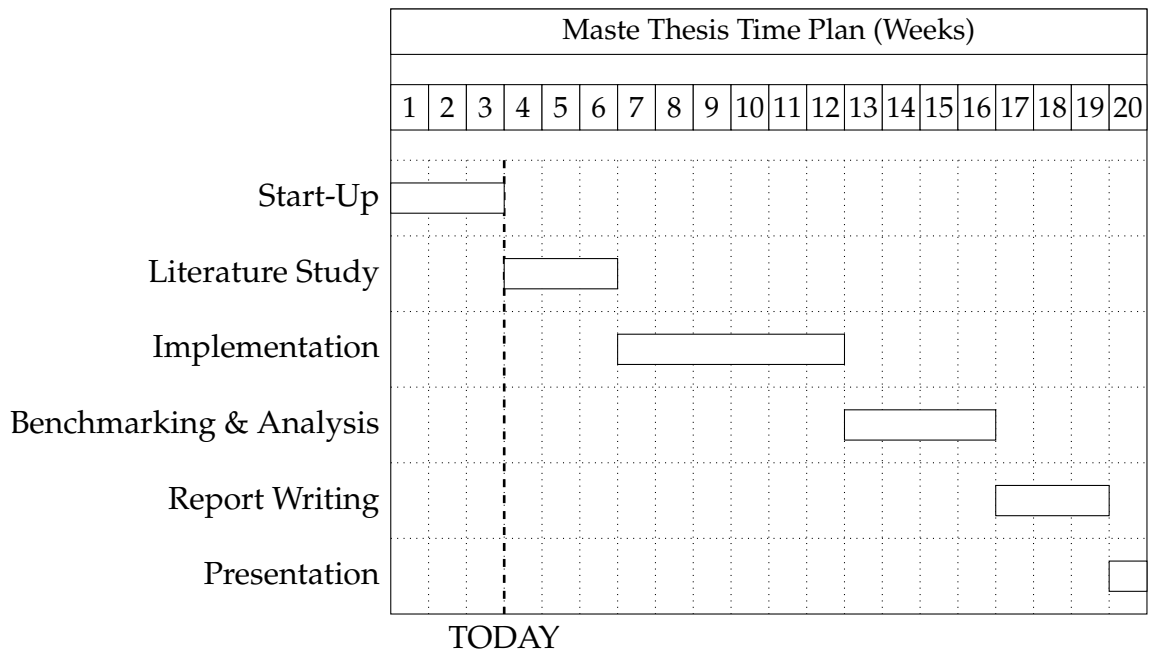 Maste Thesis Time Plan (Weeks)
1 2 3 4 5 6 7 8 9 10 11 12 13 14 15 16 17 18 19 20
Start-Up
Literature Study
Implementation
Benchmarking & Analysis
Report Writing
Presentation
TODAY